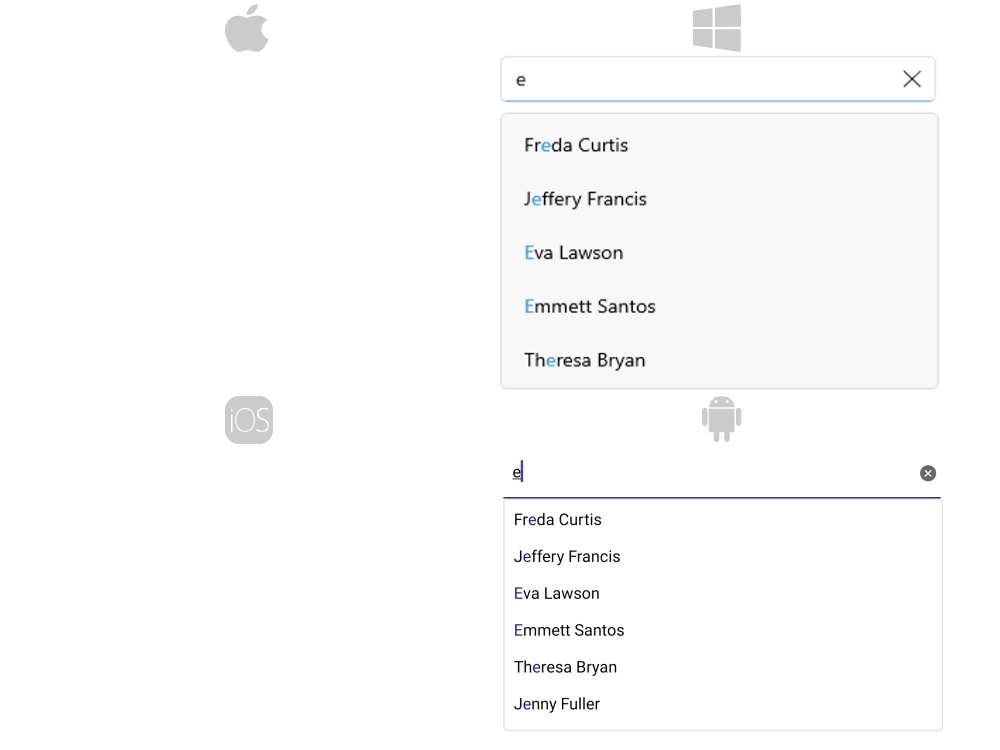 e
Freda Curtis
Jeffery Francis
Eva Lawson
Emmett Santos
Theresa Bryan
iOS
e
Freda Curtis
Jeffery Francis
Eva Lawson
Emmett Santos
Theresa Bryan
Jenny Fuller